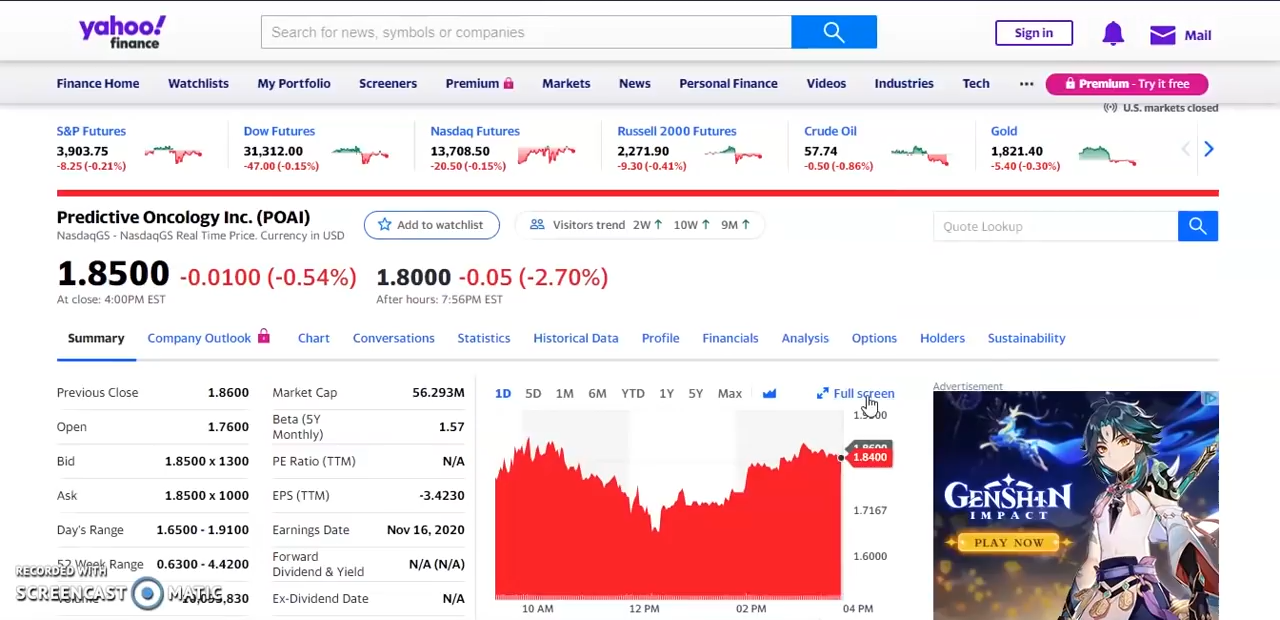 yahoo!
finance
Search for news, symbols or companies
Sign in
Mail
Finance Home Watchlists My Portfolio Screeners Premium Markets News Personal Finance Videos Industries Tech ... Premium - Try it free
U.S. markets closed
S&P Futures Dow Futures Nasdaq Futures Russell 2000 Futures Crude Oil Gold
3,903.75 31,312.00 13,708.50 2,271.90 57.74 1,821.40
-8.25 (-0.21%) -47.00 (-0.15%) -20.50 (-0.15%) -9.30 (-0.41%) -0.50 (-0.86%) -5.40 (-0.30%)
Predictive Oncology Inc. (POAI)
NasdaqGS - NasdaqGS Real Time Price. Currency in USD
Add to watchlist
Visitors trend 2W↑ 10W↑ 9M↑
Quote Lookup
1.8500 -0.0100 (-0.54%) 1.8000 -0.05 (-2.70%)
At close: 4:00PM EST After hours: 7:56PM EST
Summary Company Outlook Chart Conversations Statistics Historical Data Profile Financials Analysis Options Holders Sustainability
Previous Close 1.8600
Open 1.7600
Bid 1.8500 x 1300
Ask 1.8500 x 1000
Day's Range 1.6500 - 1.9100
52 Week Range 0.6300 - 4.4200
Volume
Market Cap 56.293M
Beta (5Y
Monthly) 1.57
PE Ratio (TTM) N/A
EPS (TTM) -3.4230
Earnings Date Nov 16, 2020
Forward
Dividend & Yield N/A (N/A)
Ex-Dividend Date N/A
1D 5D 1M 6M YTD 1Y 5Y Max Full screen
1.8600
1.8400
1.7167
1.6000
10 AM 12 PM 02 PM 04 PM
Advertisement
GENSHIN
IMPACT
PLAY NOW
RECORDED WITH
SCREENCAST MATIC